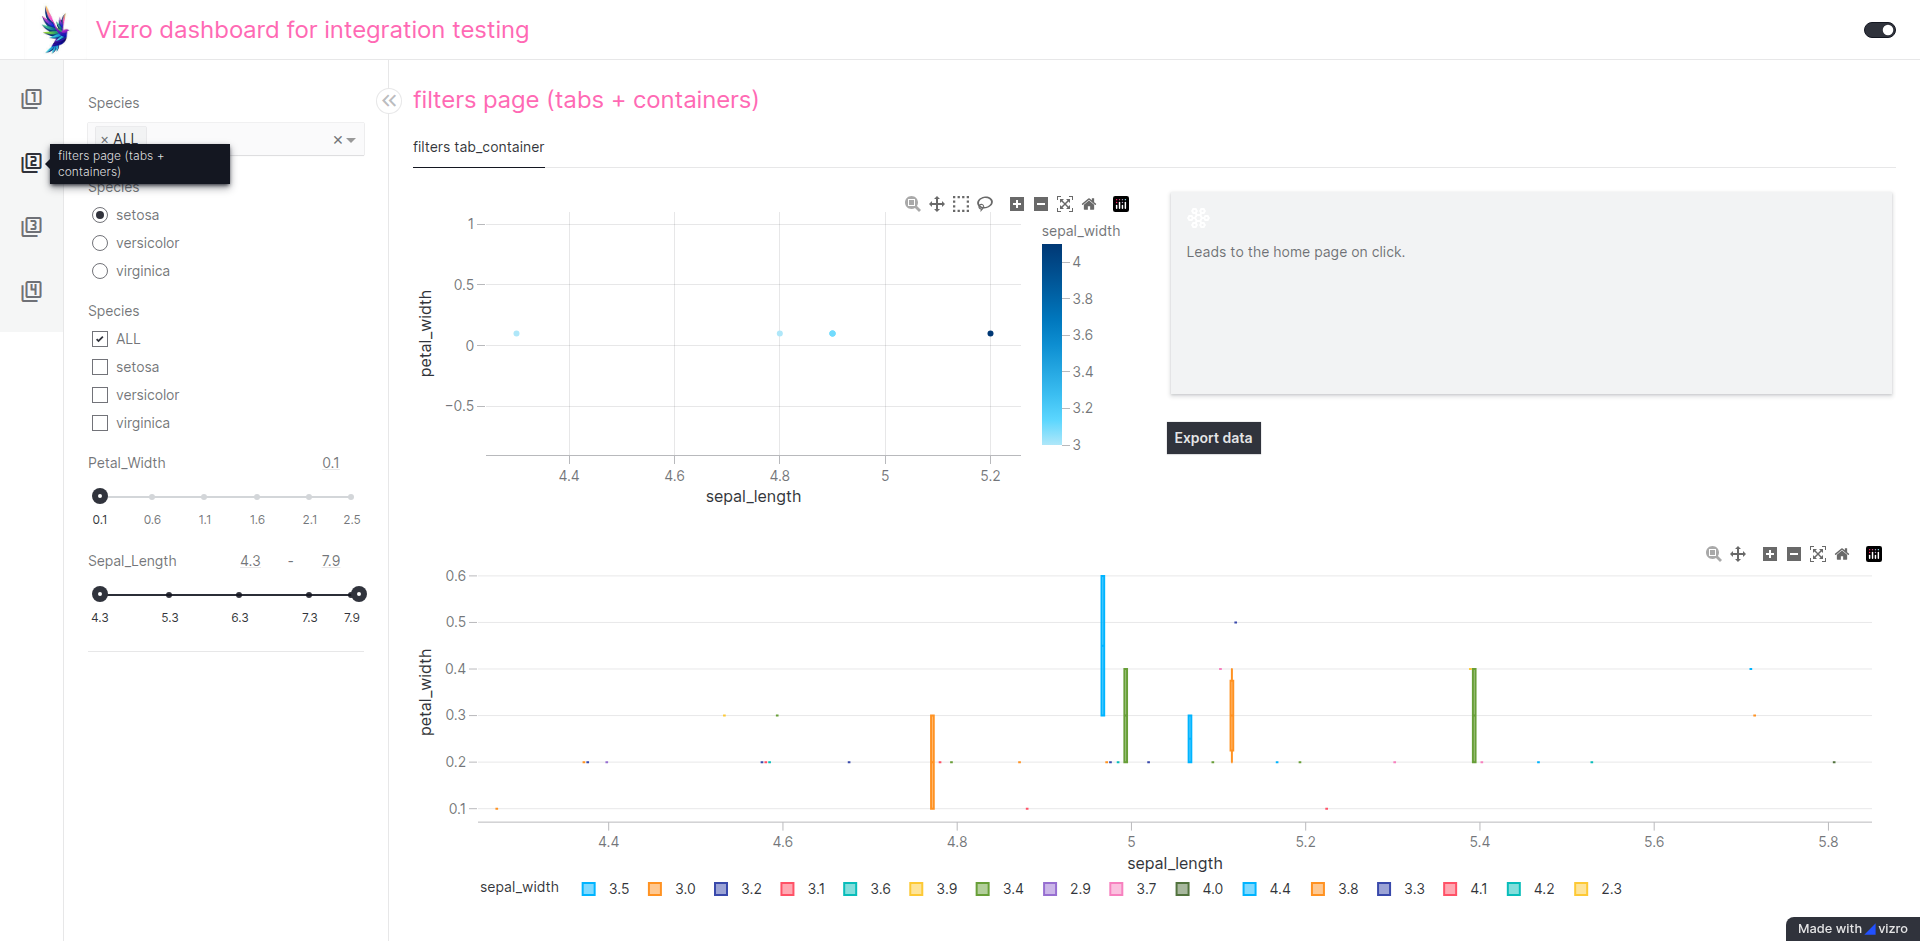 Vizro dashboard for integration testing
1
2
3
4
filters page (tabs +
containers)
Species
× ALL
Species
setosa
versicolor
virginica
Species
ALL
setosa
versicolor
virginica
Petal_Width 0.1
0.1 0.6 1.1 1.6 2.1 2.5
Sepal_Length 4.3 - 7.9
4.3 5.3 6.3 7.3 7.9
filters page (tabs + containers)
filters tab_container
sepal_width
1
0.5
0
−0.5
petal_width
4.4 4.6 4.8 5 5.2
sepal_length
4
3.8
3.6
3.4
3.2
3
Leads to the home page on click.
Export data
0.6
0.5
0.4
0.3
0.2
0.1
petal_width
4.4 4.6 4.8 5 5.2 5.4 5.6 5.8
sepal_length
sepal_width 3.5 3.0 3.2 3.1 3.6 3.9 3.4 2.9 3.7 4.0 4.4 3.8 3.3 4.1 4.2 2.3
Made with vizro